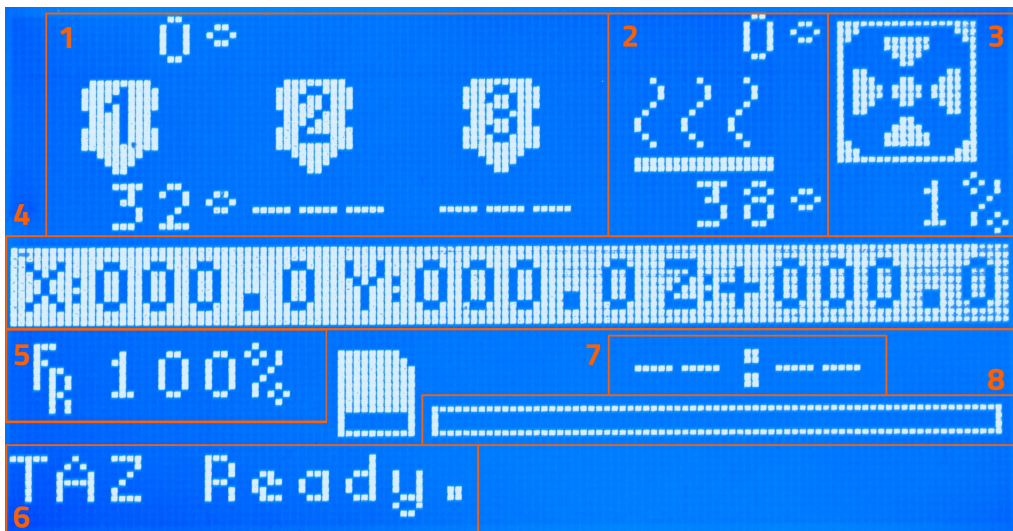 1 0° 2 0° 3
1 2 3
4 32° --- --- 38° 1%
X:000.0 Y:000.0 Z:+000.0
5 FR 100% 7 --:-- 8
TAZ Ready.
6